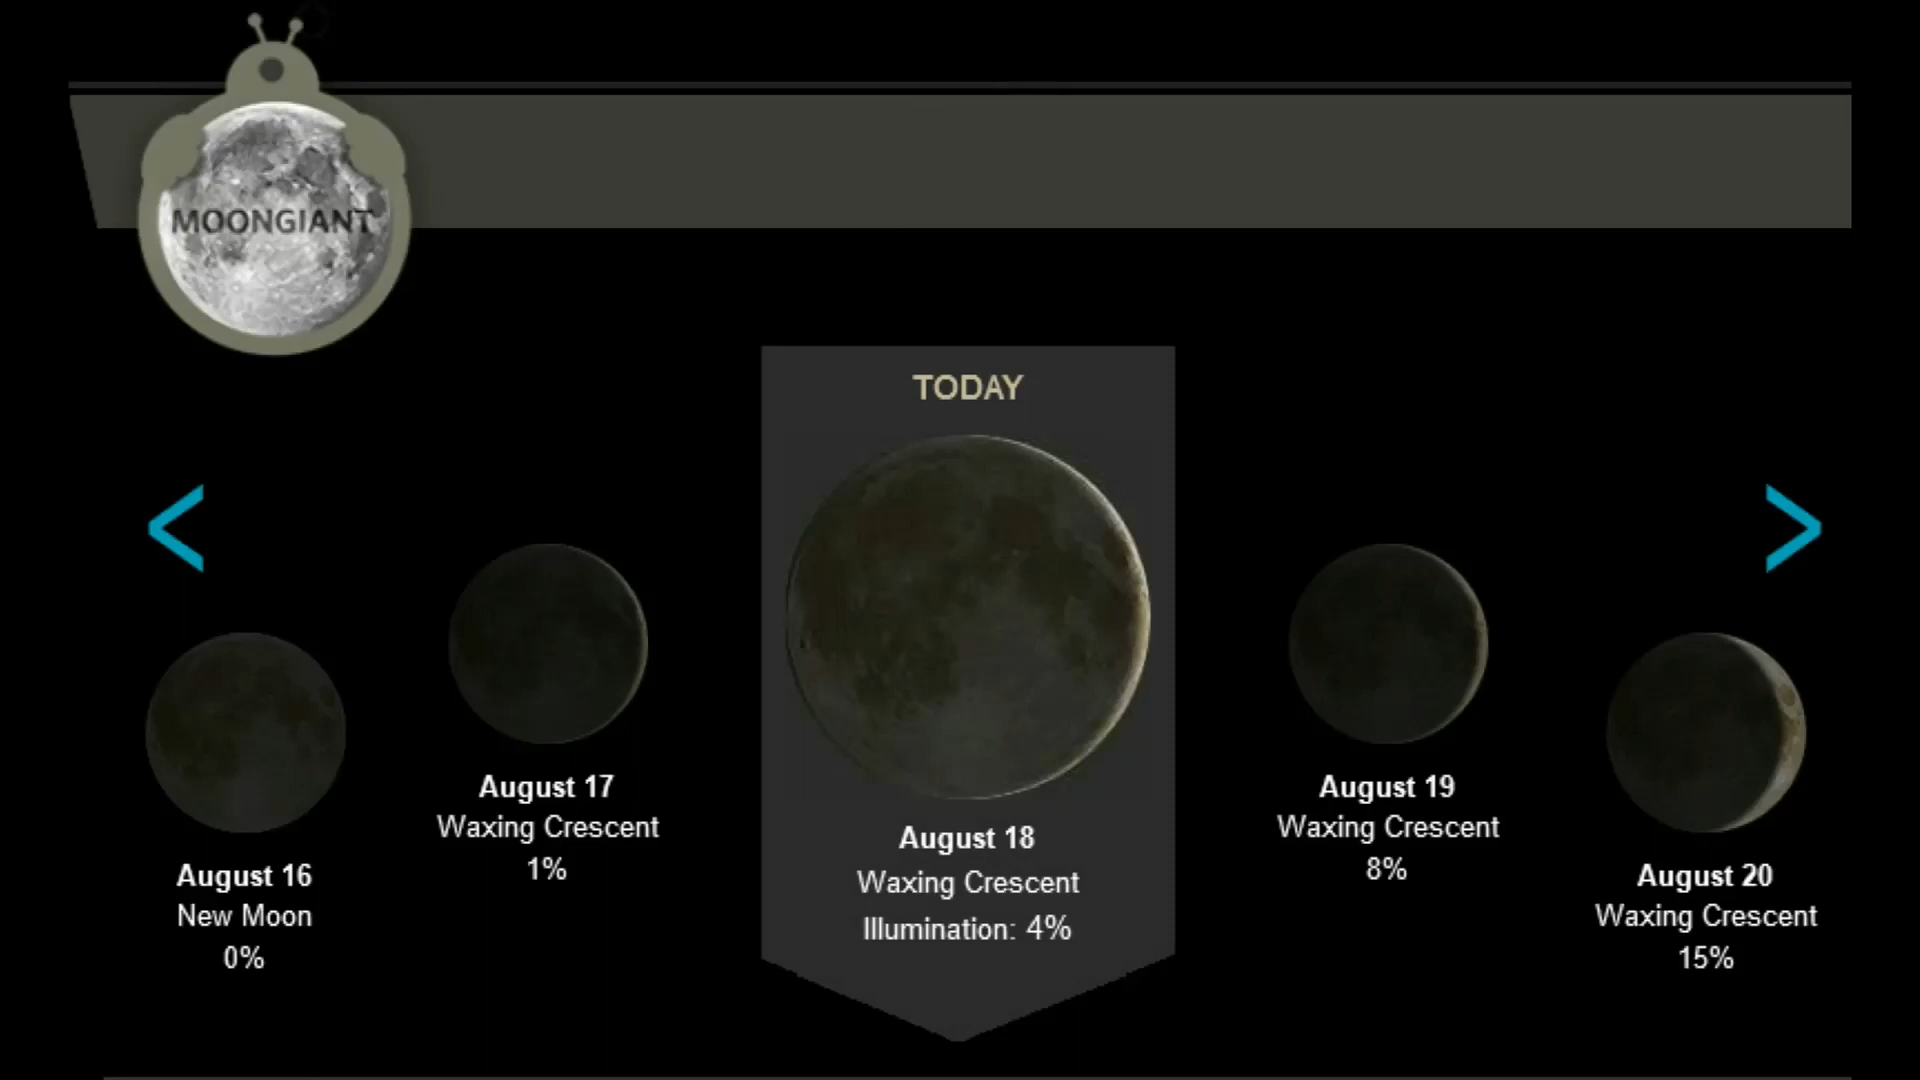 MOONGIANT
TODAY
August 16
New Moon
0%
August 17
Waxing Crescent
1%
August 18
Waxing Crescent
Illumination: 4%
August 19
Waxing Crescent
8%
August 20
Waxing Crescent
15%